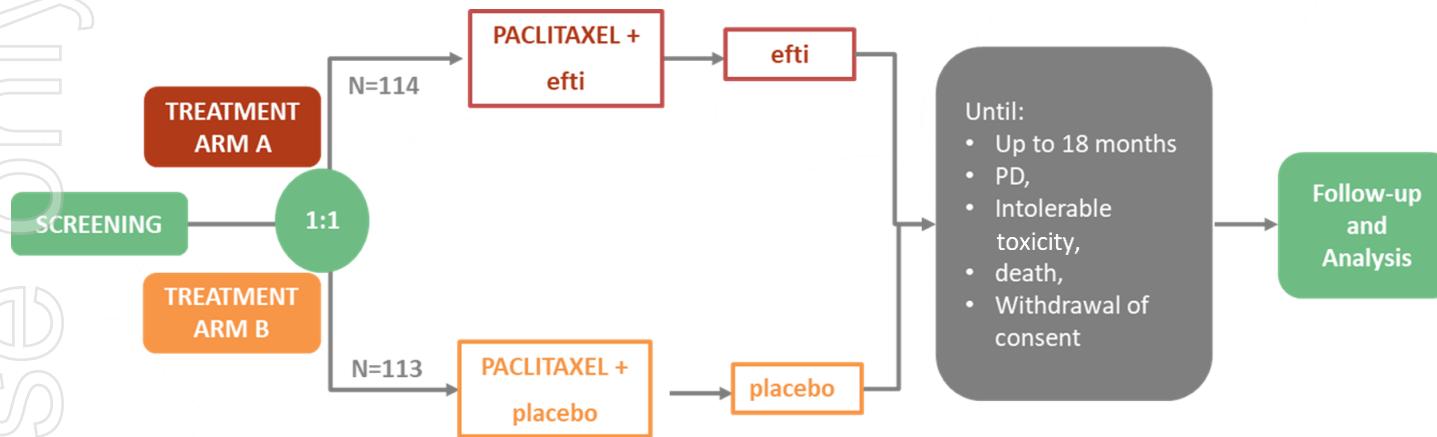 TREATMENT
ARM A
SCREENING
1:1
TREATMENT
ARM B
N=114
PACLITAXEL +
efti
efti
N=113
PACLITAXEL +
placebo
placebo
Until:
• Up to 18 months
• PD,
• Intolerable
toxicity,
• death,
• Withdrawal of
consent
Follow-up
and
Analysis